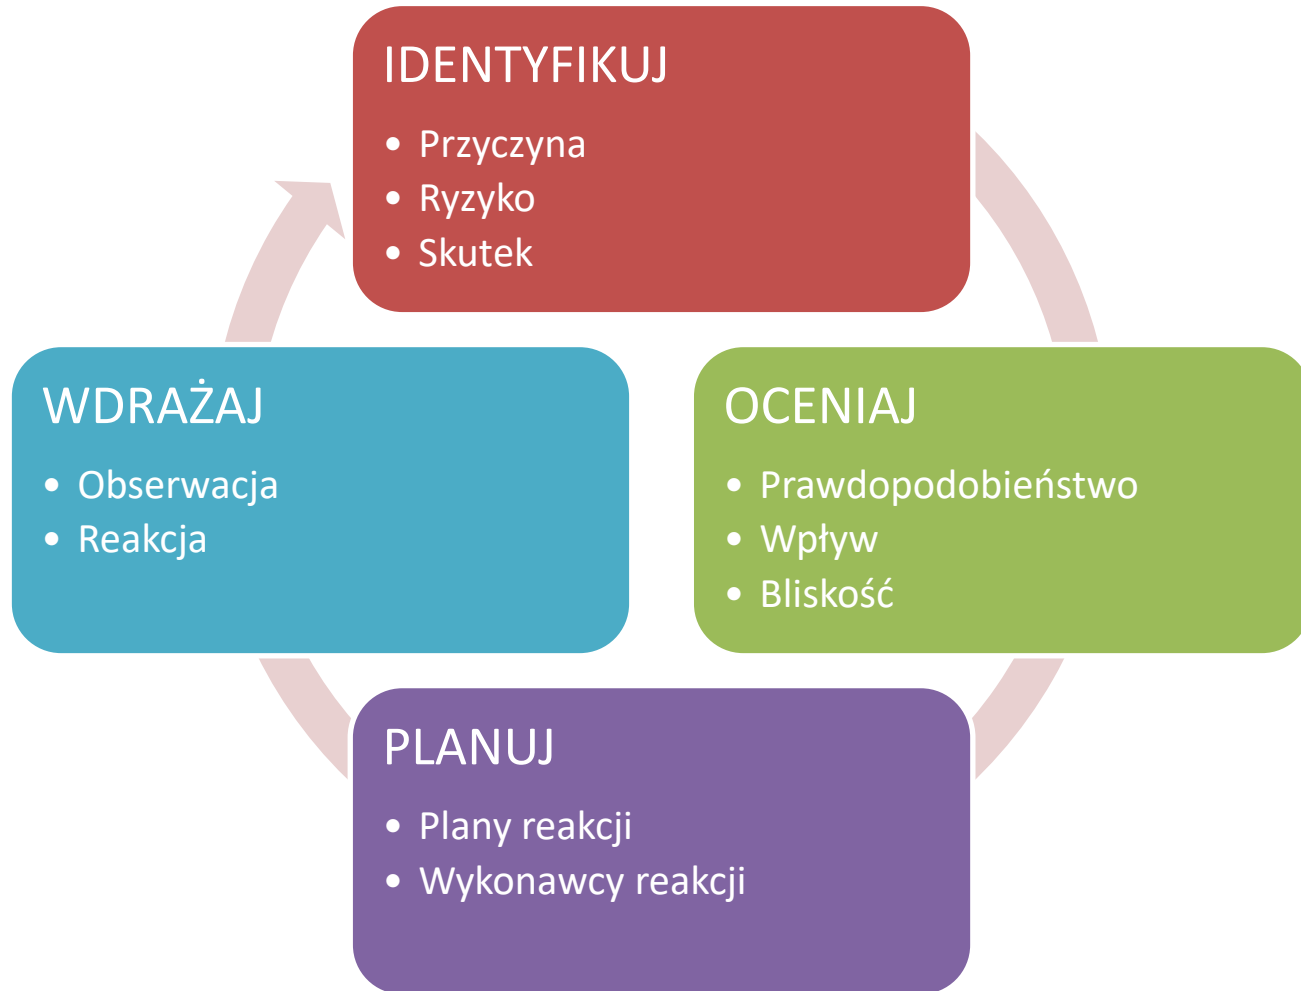 IDENTYFIKUJ
• Przyczyna
• Ryzyko
• Skutek
WDRAŻAJ
• Obserwacja
• Reakcja
OCENIAJ
• Prawdopodobieństwo
• Wpływ
• Bliskość
PLANUJ
• Plany reakcji
• Wykonawcy reakcji